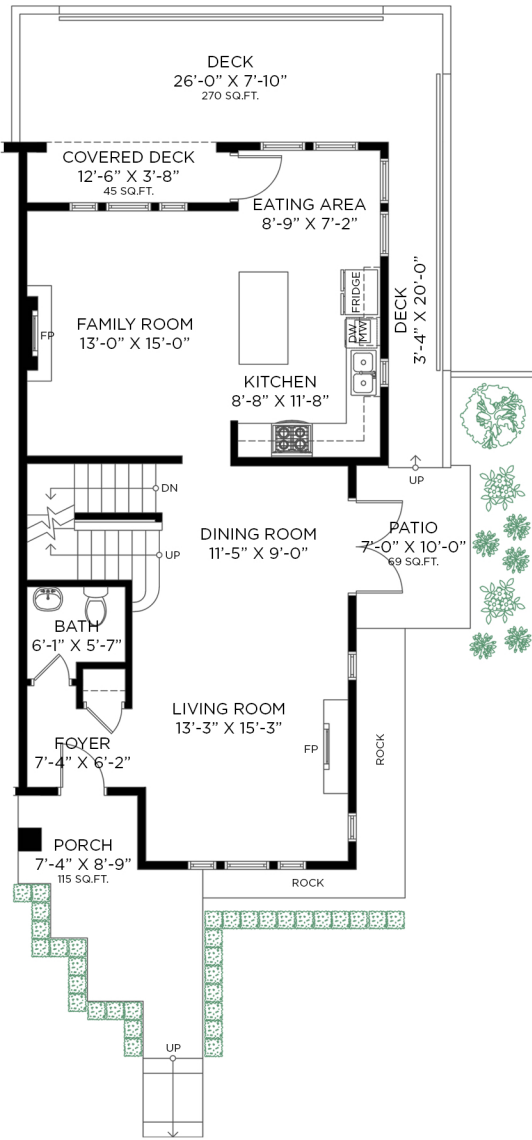 DECK
26'-0" X 7'-10"
270 SQ.FT.
COVERED DECK
12'-6" X 3'-8"
45 SQ.FT.
EATING AREA
8'-9" X 7'-2"
DECK
3'-4" X 20'-0"
FRIDGE
DW
MW
FP
FAMILY ROOM
13'-0" X 15'-0"
KITCHEN
8'-8" X 11'-8"
UP
DN
DINING ROOM
11'-5" X 9'-0"
PATIO
7'-0" X 10'-0"
69 SQ.FT.
UP
BATH
6'-1" X 5'-7"
LIVING ROOM
13'-3" X 15'-3"
FP
ROCK
FOYER
7'-4" X 6'-2"
PORCH
7'-4" X 8'-9"
115 SQ.FT.
ROCK
UP